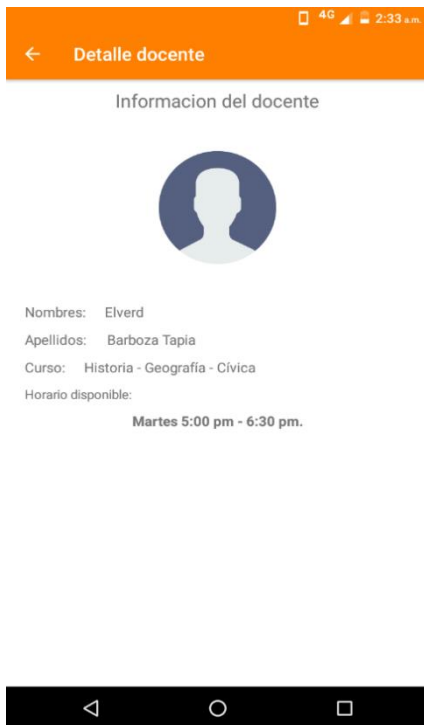 4G 2:33 a.m.
Detalle docente
Informacion del docente
Nombres: Elverd
Apellidos: Barboza Tapia
Curso: Historia - Geografía - Cívica
Horario disponible:
Martes 5:00 pm - 6:30 pm.